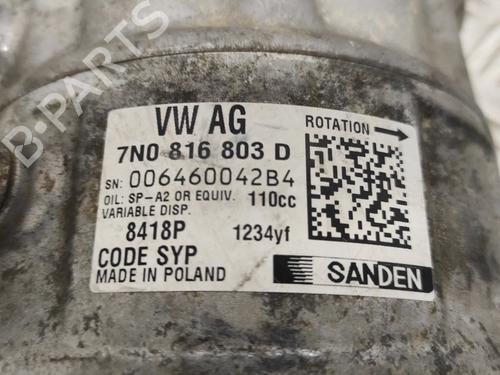 B-PARTS
VW AG
ROTATION
7N0 816 803 D
SN: 006460042B4
OIL: SP-A2 OR EQUIV. 110cc
VARIABLE DISP.
8418P 1234yf
CODE SYP
MADE IN POLAND
SANDEN